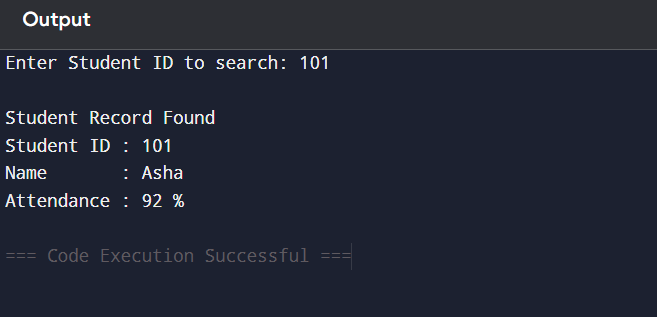 Output
Enter Student ID to search: 101
Student Record Found
Student ID : 101
Name       : Asha
Attendance : 92 %
=== Code Execution Successful ===